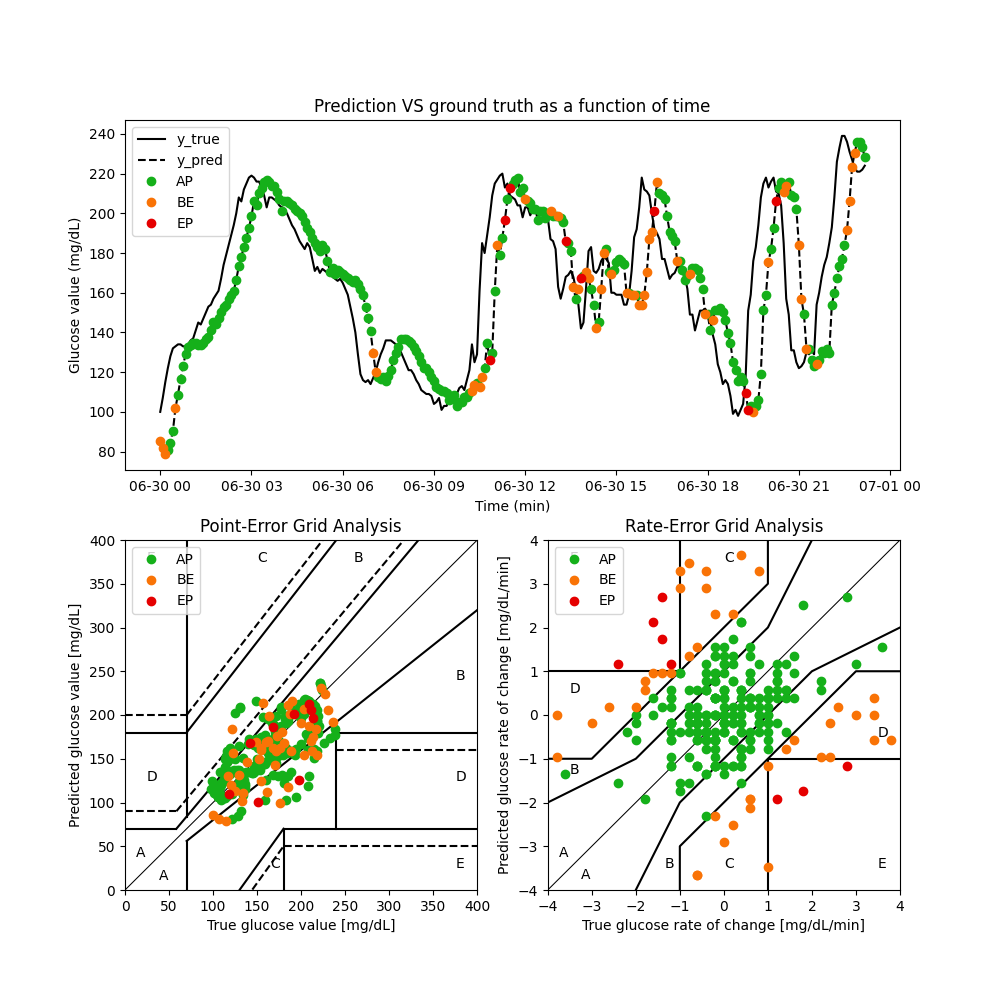 Prediction VS ground truth as a function of time
Glucose value (mg/dL)
240
220
200
180
160
140
120
100
80
y_true
y_pred
AP
BE
EP
06-30 00
06-30 03
06-30 06
06-30 09
06-30 12
06-30 15
06-30 18
06-30 21
07-01 00
Time (min)
Point-Error Grid Analysis
Predicted glucose value [mg/dL]
400
350
300
250
200
150
100
50
0
AP
BE
EP
C
B
B
D
D
A
A
C
E
0
50
100
150
200
250
300
350
400
True glucose value [mg/dL]
Rate-Error Grid Analysis
Predicted glucose rate of change [mg/dL/min]
4
3
2
1
0
−1
−2
−3
−4
AP
BE
EP
C
D
D
B
A
A
B
C
E
−4
−3
−2
−1
0
1
2
3
4
True glucose rate of change [mg/dL/min]